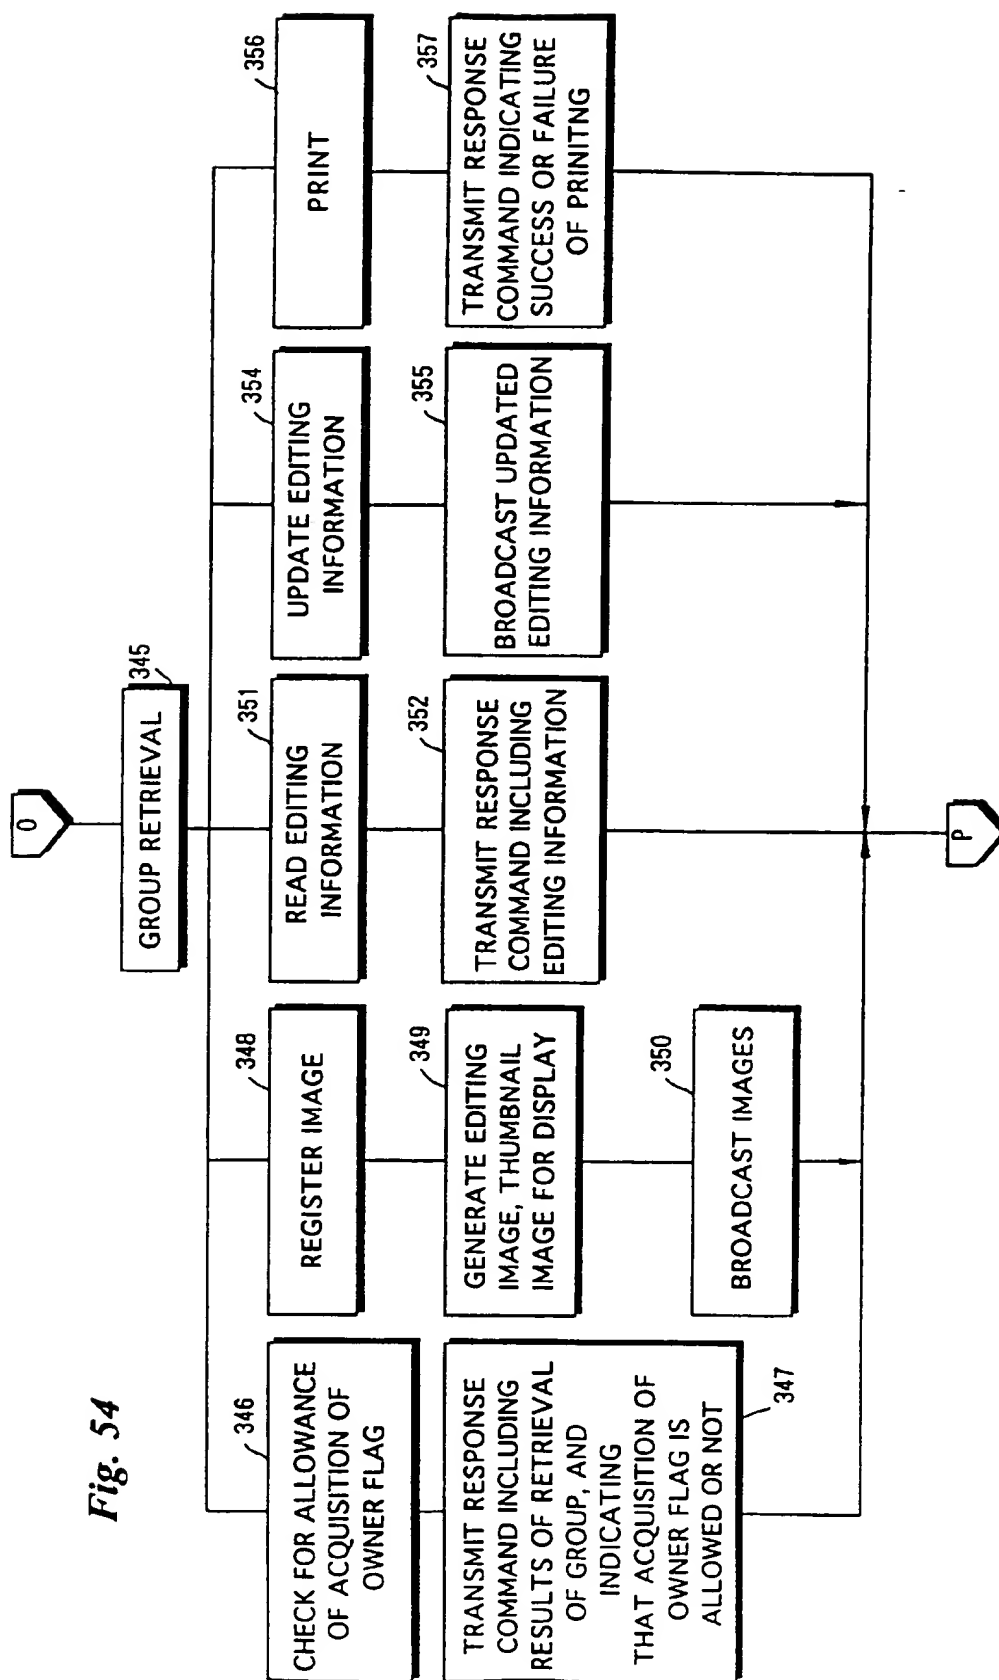 Fig. 54
O
GROUP RETRIEVAL
345
346
CHECK FOR ALLOWANCE
OF ACQUISITION OF
OWNER FLAG
TRANSMIT RESPONSE
COMMAND INCLUDING
RESULTS OF RETRIEVAL
OF GROUP, AND
INDICATING
THAT ACQUISITION OF
OWNER FLAG IS
ALLOWED OR NOT
347
348
REGISTER IMAGE
349
GENERATE EDITING
IMAGE, THUMBNAIL
IMAGE FOR DISPLAY
350
BROADCAST IMAGES
351
READ EDITING
INFORMATION
352
TRANSMIT RESPONSE
COMMAND INCLUDING
EDITING INFORMATION
354
UPDATE EDITING
INFORMATION
355
BROADCAST UPDATED
EDITING INFORMATION
356
PRINT
357
TRANSMIT RESPONSE
COMMAND INDICATING
SUCCESS OR FAILURE
OF PRINITNG
P